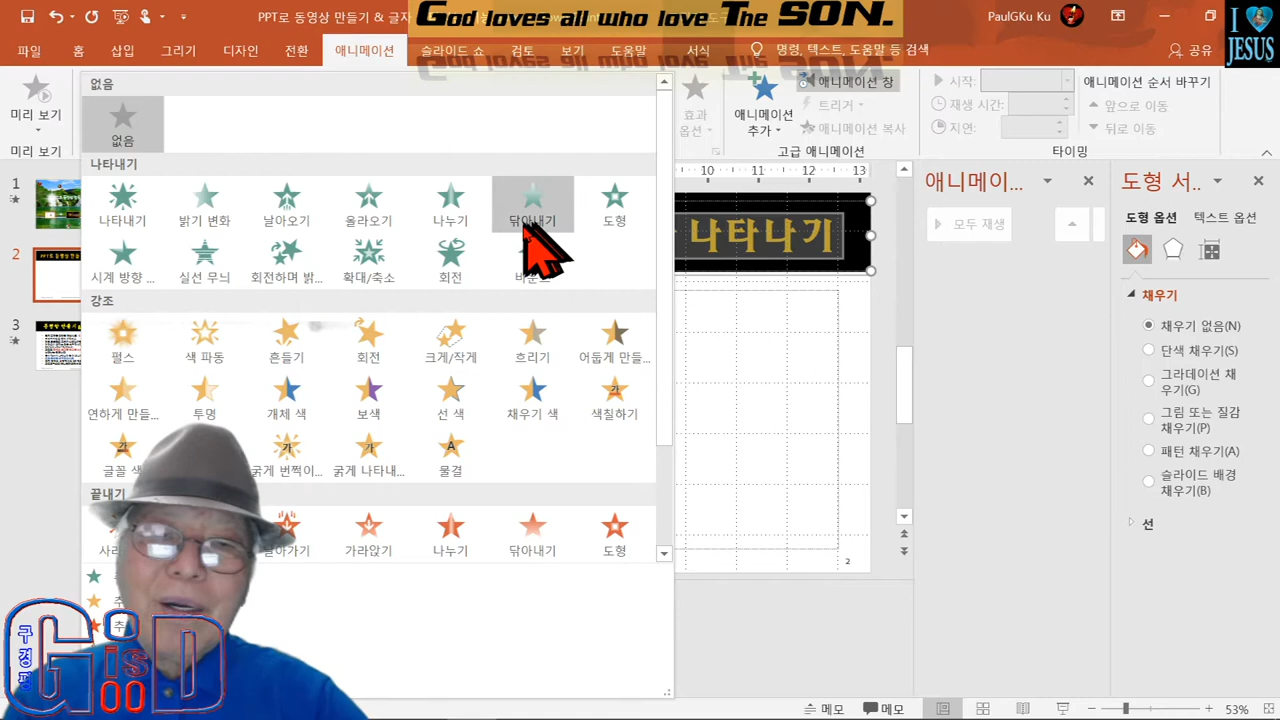 God loves all who love The SON.
PPT로 동영상 만들기 & 글자
PaulGKu Ku
I
JESUS
파일 홈 삽입 그리기 디자인 전환 애니메이션 슬라이드 쇼 검토 보기 도움말 서식 명령, 텍스트, 도움말 등 검색 공유
미리 보기
미리 보기
효과 옵션
애니메이션 추가
애니메이션 창
트리거
애니메이션 복사
고급 애니메이션
시작:
재생 시간:
지연:
애니메이션 순서 바꾸기
앞으로 이동
뒤로 이동
타이밍
없음
없음
나타내기
나타내기 밝기 변화 날아오기 올라오기 나누기 닦아내기 도형
시계 방향 ... 실선 무늬 회전하며 밝... 확대/축소 회전 바운드
강조
펄스 색 파동 흔들기 회전 크게/작게 흐리기 어둡게 만들...
연하게 만들... 투명 개체 색 보색 선 색 채우기 색 색칠하기
글꼴 색 굵게 번쩍이... 굵게 나타내... 물결
끝내기
날아가기 가라앉기 나누기 닦아내기 도형
1
2
3
10 11 12 13
나타나기
2
애니메이...
모두 재생
도형 서...
도형 옵션 텍스트 옵션
채우기
채우기 없음(N)
단색 채우기(S)
그라데이션 채우기(G)
그림 또는 질감 채우기(P)
패턴 채우기(A)
슬라이드 배경 채우기(B)
선
구경공
GisD
is
OO
메모 메모 53%